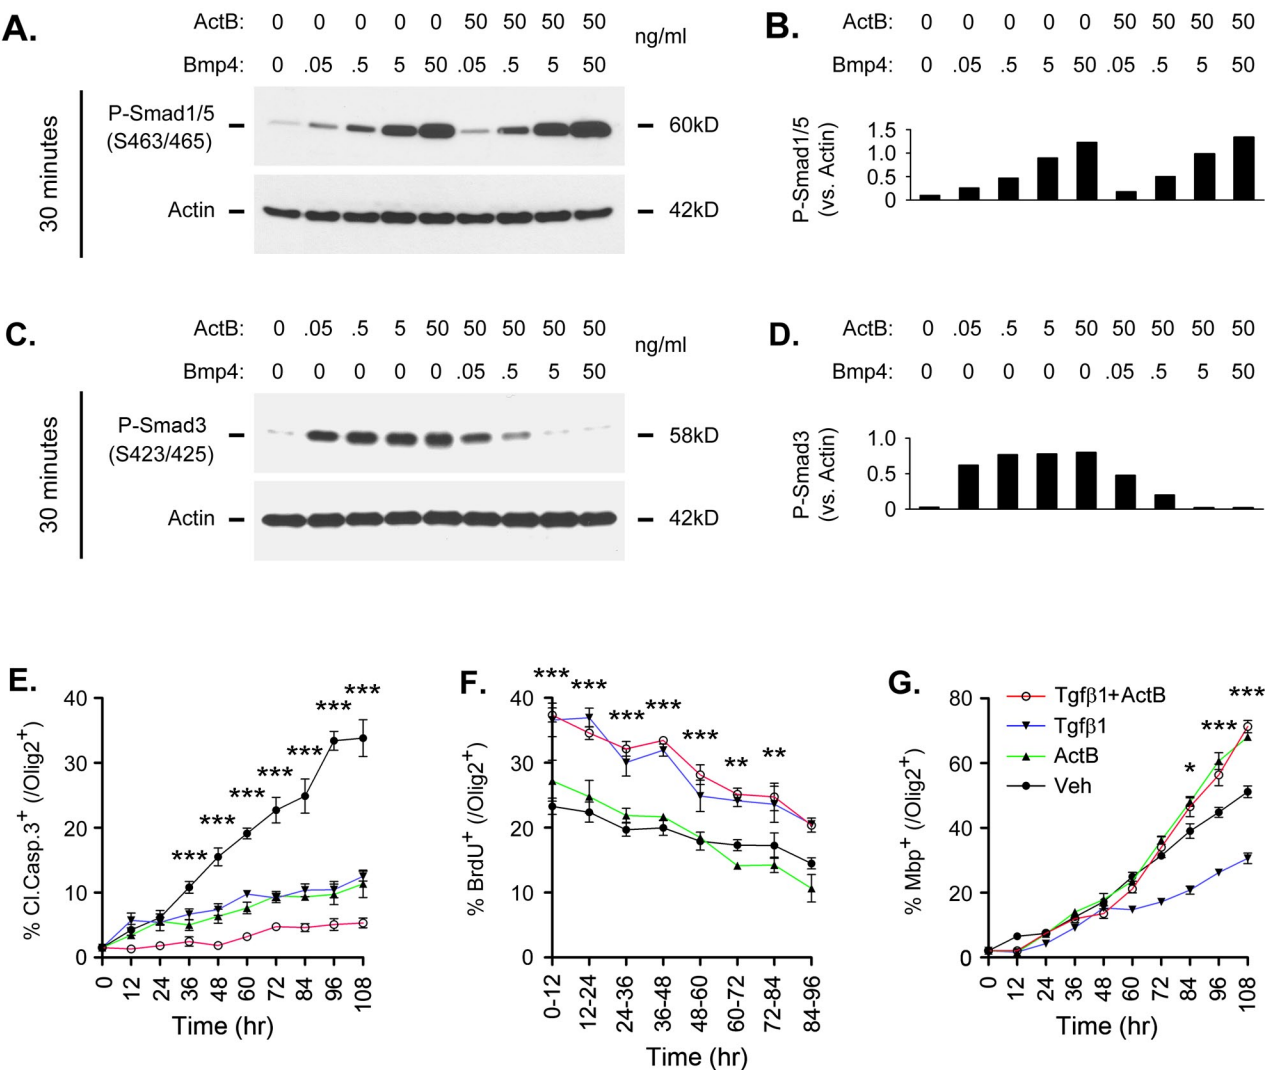 A.
ActB: 0 0 0 0 0 50 50 50 50
ng/ml
Bmp4: 0 .05 .5 5 50 .05 .5 5 50
30 minutes
P-Smad1/5
(S463/465)
60kD
Actin
42kD
B.
ActB: 0 0 0 0 0 50 50 50 50
Bmp4: 0 .05 .5 5 50 .05 .5 5 50
P-Smad1/5
(vs. Actin)
1.5
1.0
0.5
0
C.
ActB: 0 .05 .5 5 50 50 50 50 50
ng/ml
Bmp4: 0 0 0 0 0 .05 .5 5 50
30 minutes
P-Smad3
(S423/425)
58kD
Actin
42kD
D.
ActB: 0 .05 .5 5 50 50 50 50 50
Bmp4: 0 0 0 0 0 .05 .5 5 50
P-Smad3
(vs. Actin)
1.0
0.5
0
E.
% Cl.Casp.3+ (/Olig2+)
40
30
20
10
0
*** *** *** *** *** *** ***
0 12 24 36 48 60 72 84 96 108
Time (hr)
F.
% BrdU+ (/Olig2+)
40
30
20
10
0
*** *** *** *** *** ** **
0-12 12-24 24-36 36-48 48-60 60-72 72-84 84-96
Time (hr)
G.
% Mbp+ (/Olig2+)
80
60
40
20
0
Tgfβ1+ActB
Tgfβ1
ActB
Veh
* *** ***
0 12 24 36 48 60 72 84 96 108
Time (hr)